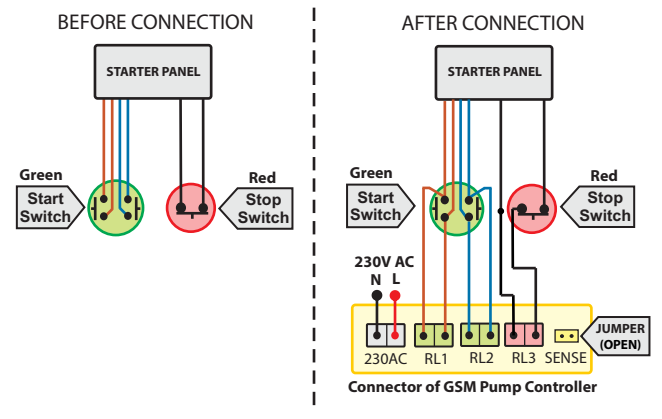 BEFORE CONNECTION
STARTER PANEL
Green
Start
Switch
Red
Stop
Switch
AFTER CONNECTION
STARTER PANEL
Green
Start
Switch
Red
Stop
Switch
230V AC
N L
230AC RL1 RL2 RL3 SENSE
JUMPER
(OPEN)
Connector of GSM Pump Controller